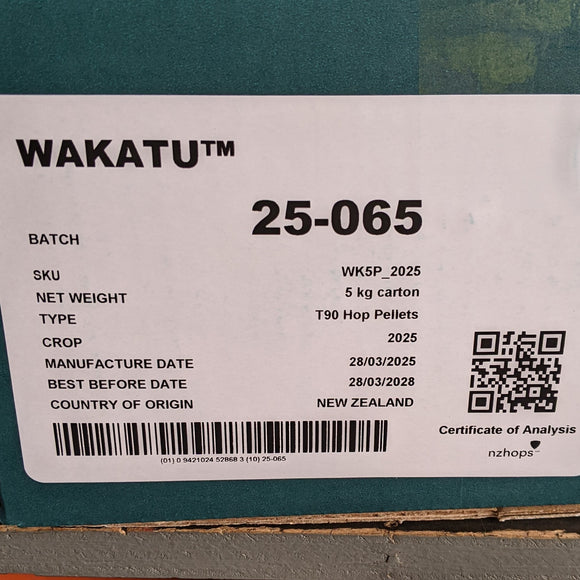 WAKATU™
BATCH 25-065
SKU WK5P_2025
NET WEIGHT 5 kg carton
TYPE T90 Hop Pellets
CROP 2025
MANUFACTURE DATE 28/03/2025
BEST BEFORE DATE 28/03/2028
COUNTRY OF ORIGIN NEW ZEALAND
Certificate of Analysis
nzhops™
(01) 0 9421024 52868 3 (10) 25-065